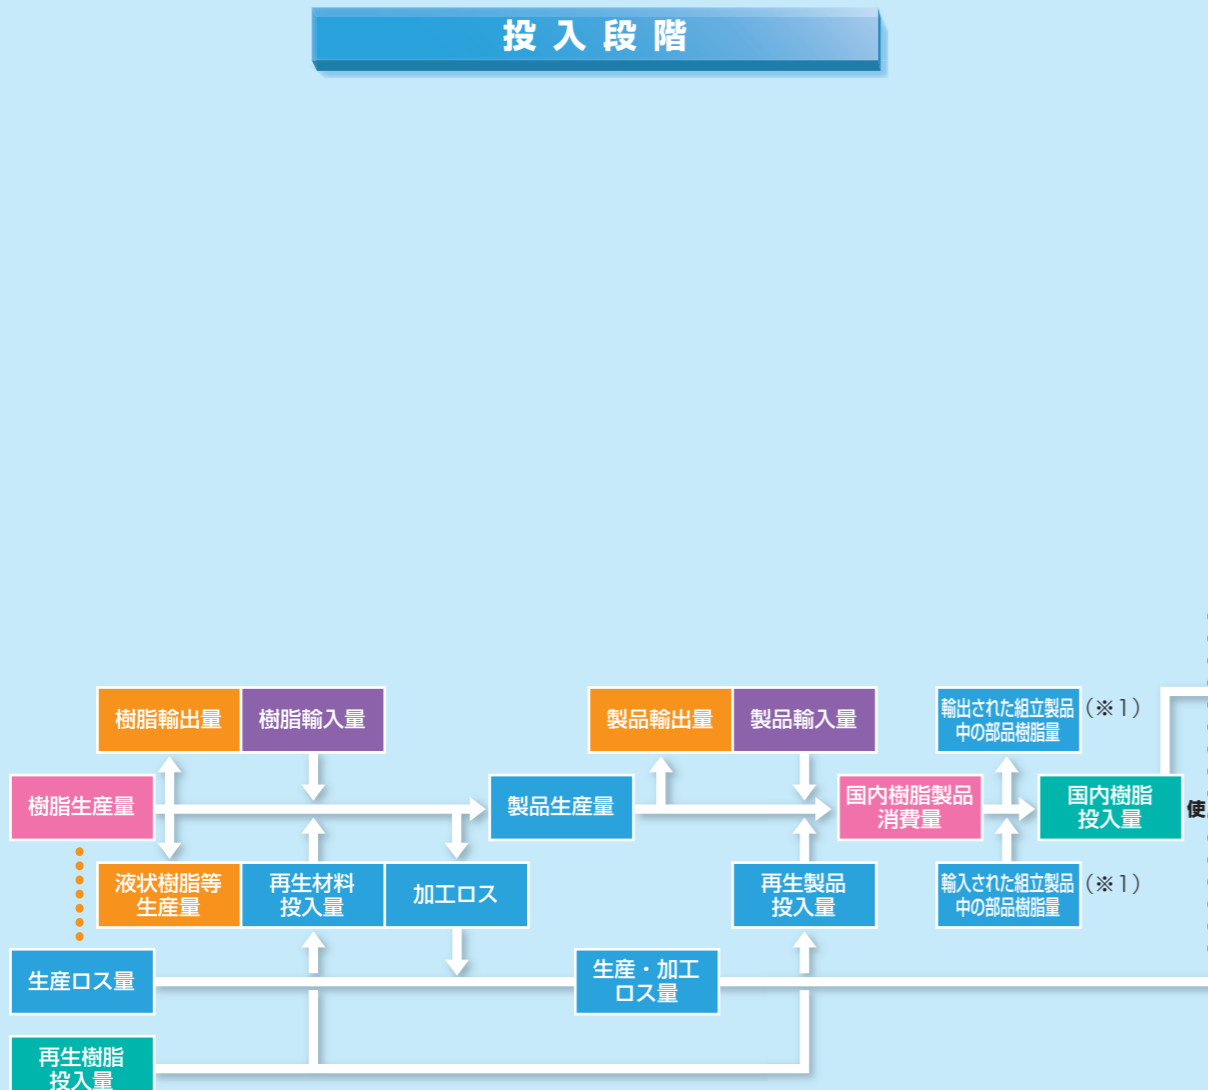 投入段階
樹脂輸出量
樹脂輸入量
製品輸出量
製品輸入量
輸出された組立製品
中の部品樹脂量
(※1)
樹脂生産量
製品生産量
国内樹脂製品
消費量
国内樹脂
投入量
使
液状樹脂等
生産量
再生材料
投入量
加工ロス
再生製品
投入量
輸入された組立製品
中の部品樹脂量
(※1)
生産ロス量
生産・加工
ロス量
再生樹脂
投入量